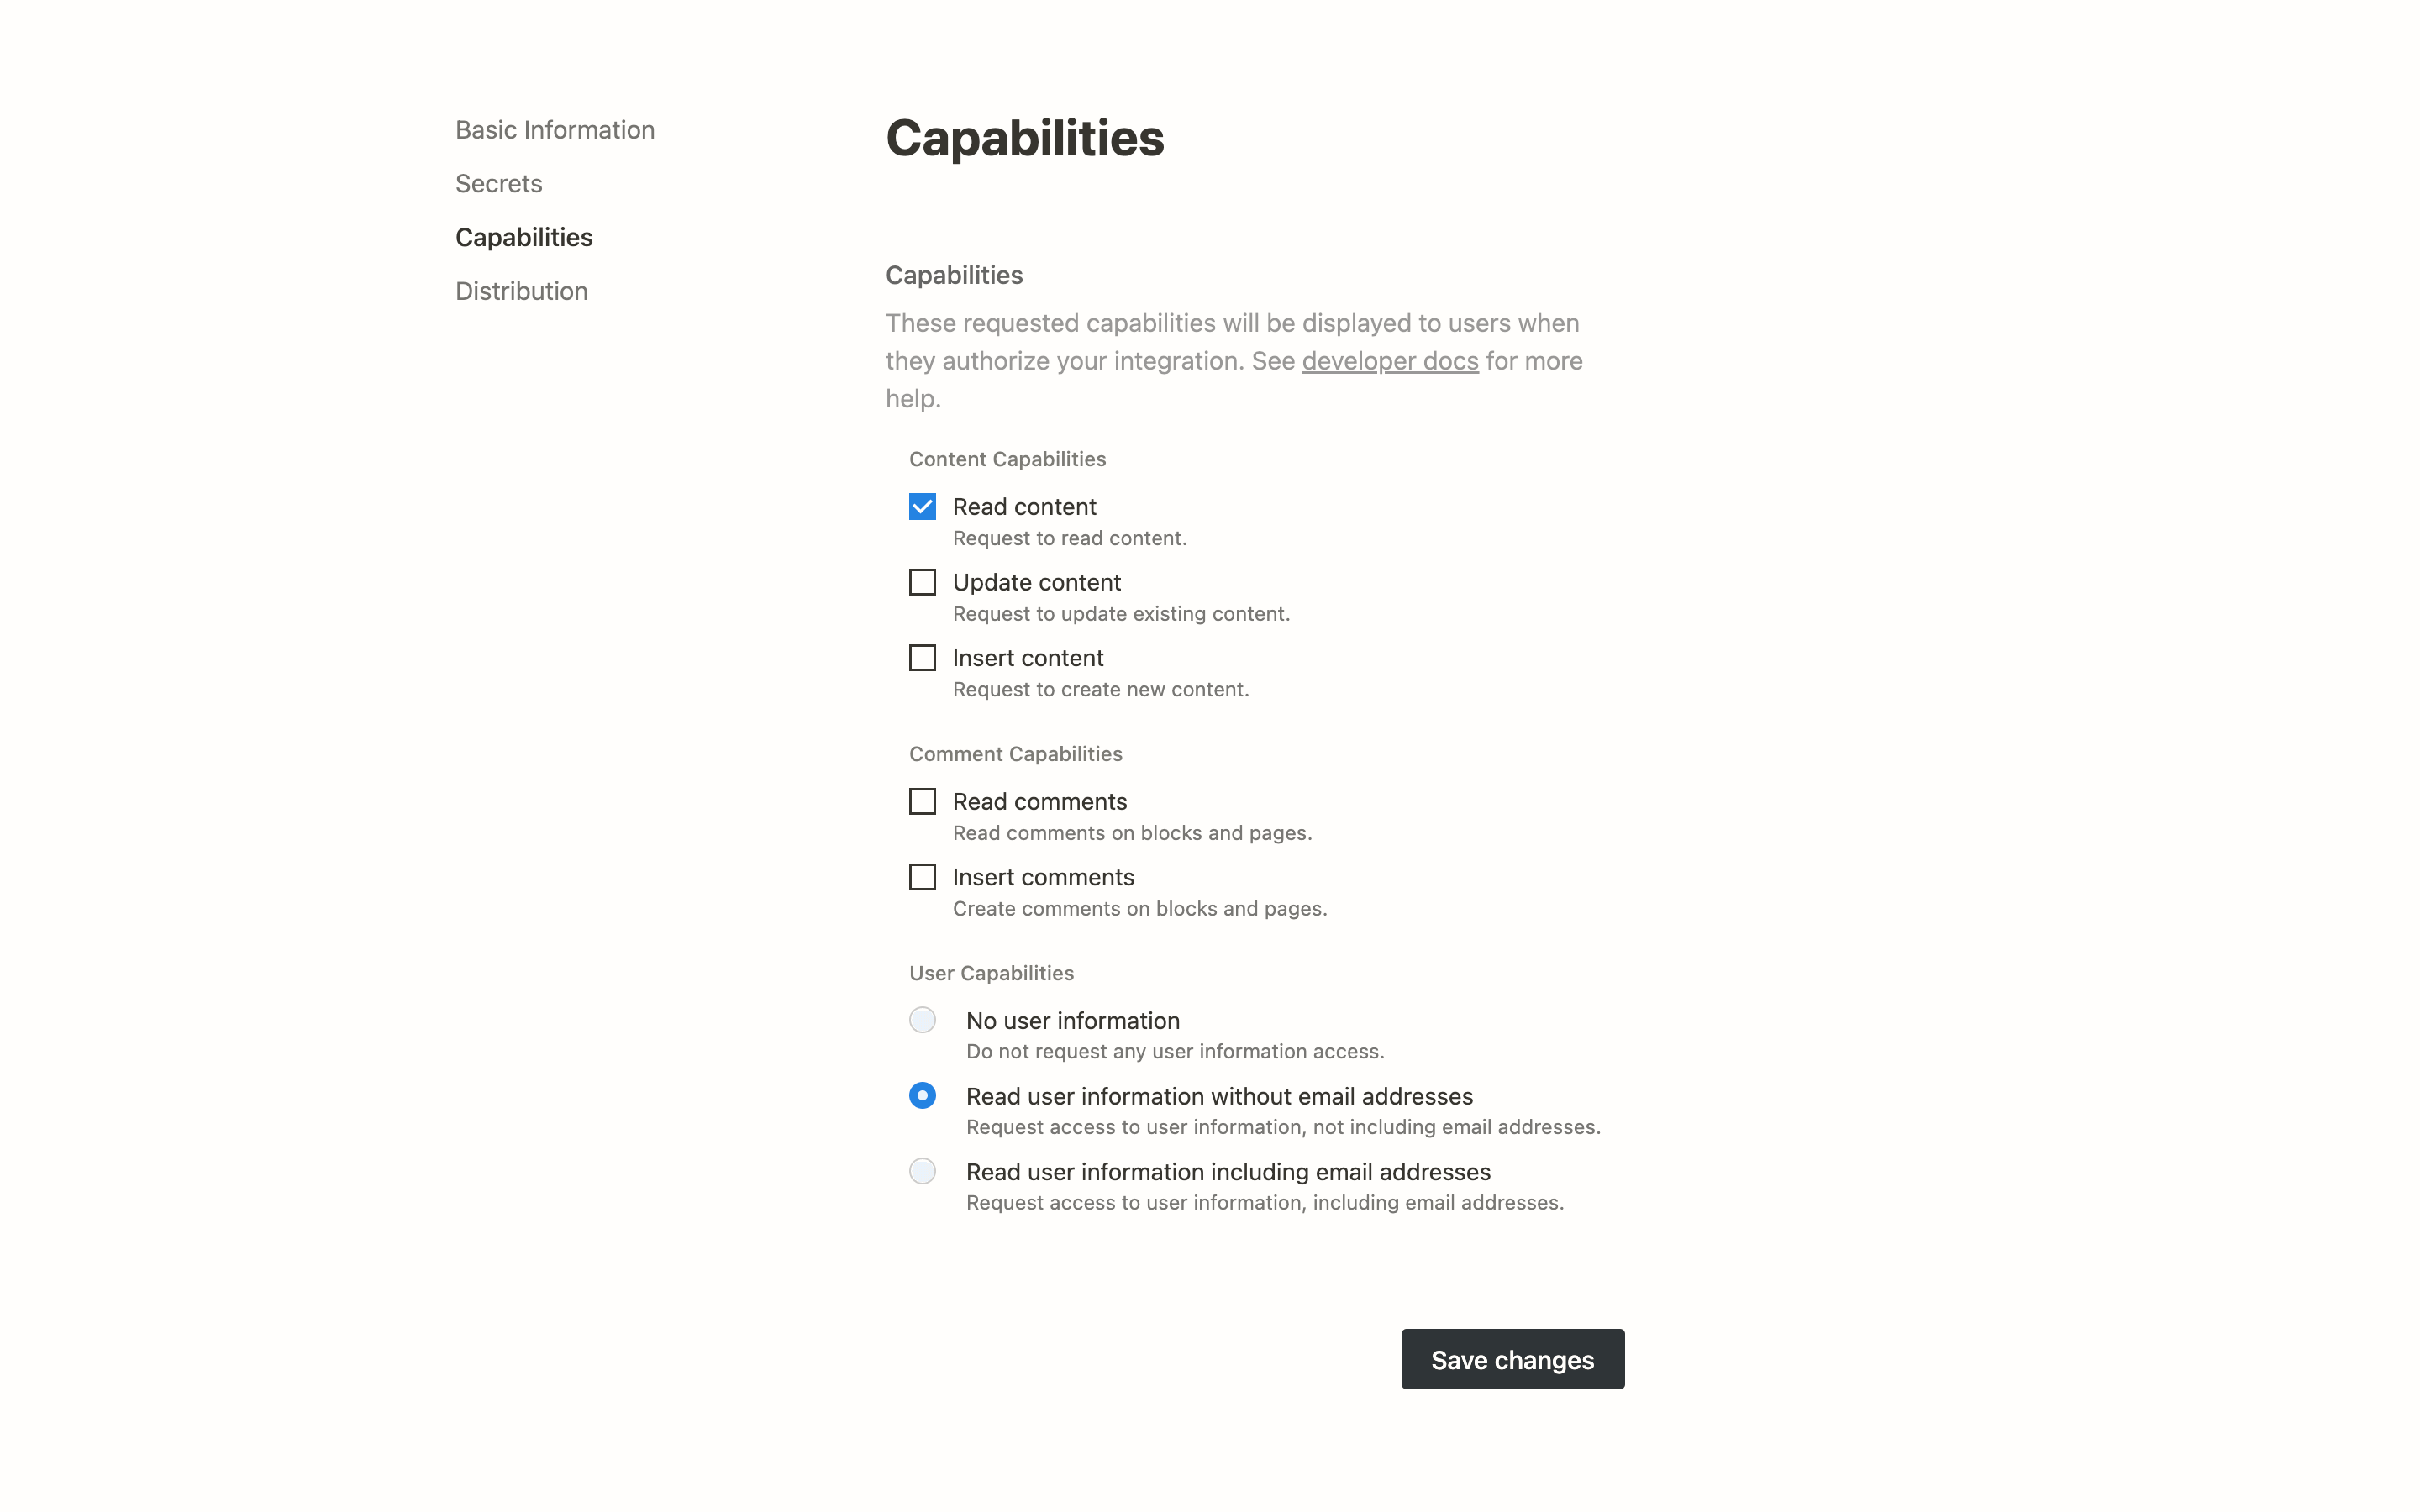 Basic Information
Secrets
Capabilities
Distribution
Capabilities
Capabilities
These requested capabilities will be displayed to users when
they authorize your integration. See developer docs for more
help.
Content Capabilities
Read content
Request to read content.
Update content
Request to update existing content.
Insert content
Request to create new content.
Comment Capabilities
Read comments
Read comments on blocks and pages.
Insert comments
Create comments on blocks and pages.
User Capabilities
No user information
Do not request any user information access.
Read user information without email addresses
Request access to user information, not including email addresses.
Read user information including email addresses
Request access to user information, including email addresses.
Save changes